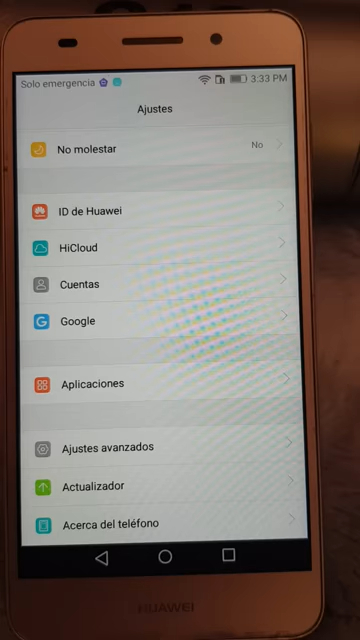 Solo emergencia 3:33 PM
Ajustes
No molestar No
ID de Huawei
HiCloud
Cuentas
Google
Aplicaciones
Ajustes avanzados
Actualizador
Acerca del teléfono
HUAWEI